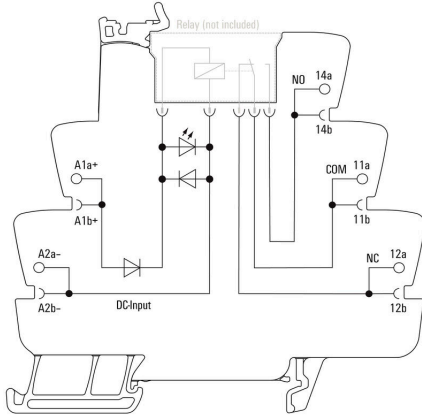 Relay (not included)
NO 14a
14b
A1a+
COM 11a
A1b+
11b
A2a–
NC 12a
A2b–
DC-Input
12b